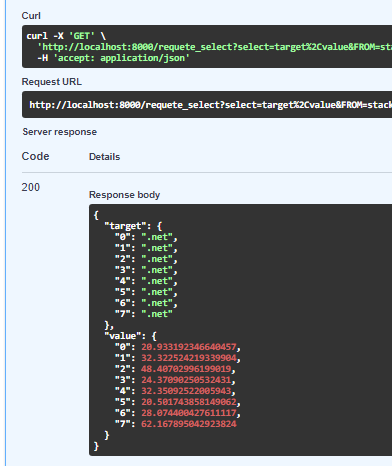 Curl
curl -X 'GET' \
'http://localhost:8000/requete_select?select=target%2Cvalue&FROM=stack
-H 'accept: application/json'
Request URL
http://localhost:8000/requete_select?select=target%2Cvalue&FROM=stack
Server response
Code Details
200
Response body
{
"target": {
"0": ".net",
"1": ".net",
"2": ".net",
"3": ".net",
"4": ".net",
"5": ".net",
"6": ".net",
"7": ".net"
},
"value": {
"0": 20.933192346640457,
"1": 32.322524219339904,
"2": 48.40702996199019,
"3": 24.37090250532431,
"4": 32.35092522005943,
"5": 20.501743858149062,
"6": 28.074400427611117,
"7": 62.167895042923824
}
}